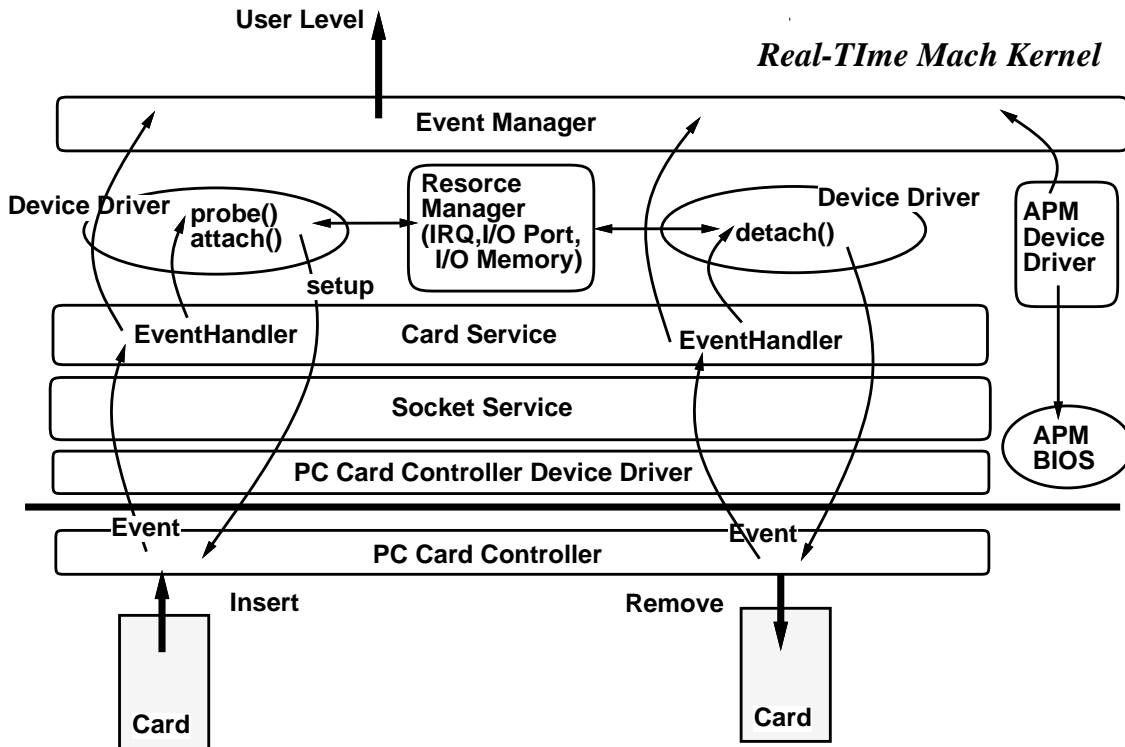 User Level
Real-TIme Mach Kernel
Event Manager
Device Driver
probe()
attach()
setup
Resorce
Manager
(IRQ,I/O Port,
I/O Memory)
Device Driver
detach()
APM
Device
Driver
EventHandler
Card Service
EventHandler
Socket Service
APM
BIOS
PC Card Controller Device Driver
Event
Event
PC Card Controller
Insert
Remove
Card
Card